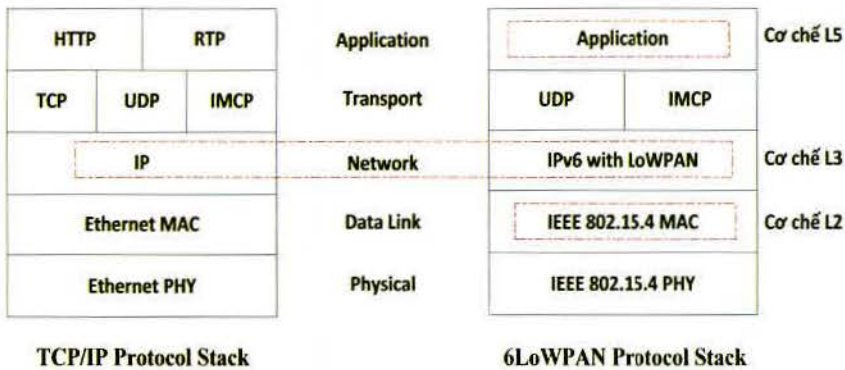 HTTP RTP Application Application Cơ chế L5
TCP UDP IMCP Transport UDP IMCP
IP Network IPv6 with LoWPAN Cơ chế L3
Ethernet MAC Data Link IEEE 802.15.4 MAC Cơ chế L2
Ethernet PHY Physical IEEE 802.15.4 PHY
TCP/IP Protocol Stack 6LoWPAN Protocol Stack